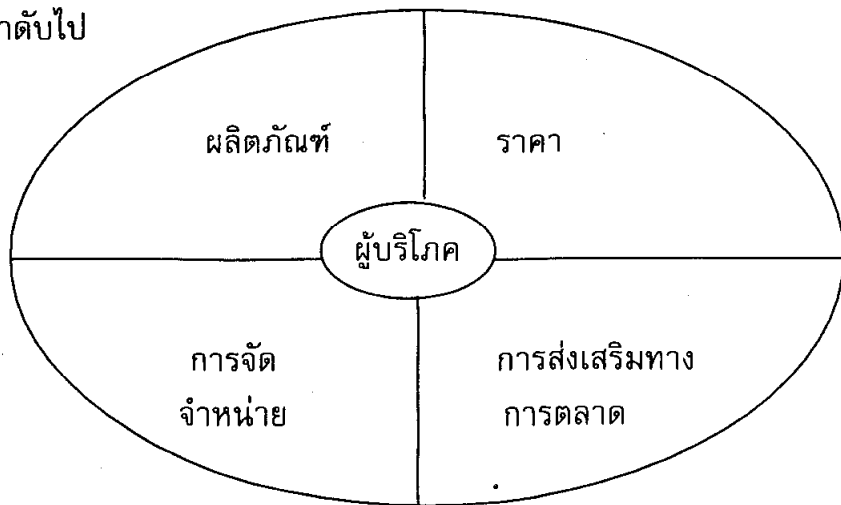 ดับไป
ผลิตภัณฑ์
ราคา
ผู้บริโภค
การจัด
จำหน่าย
การส่งเสริมทาง
การตลาด